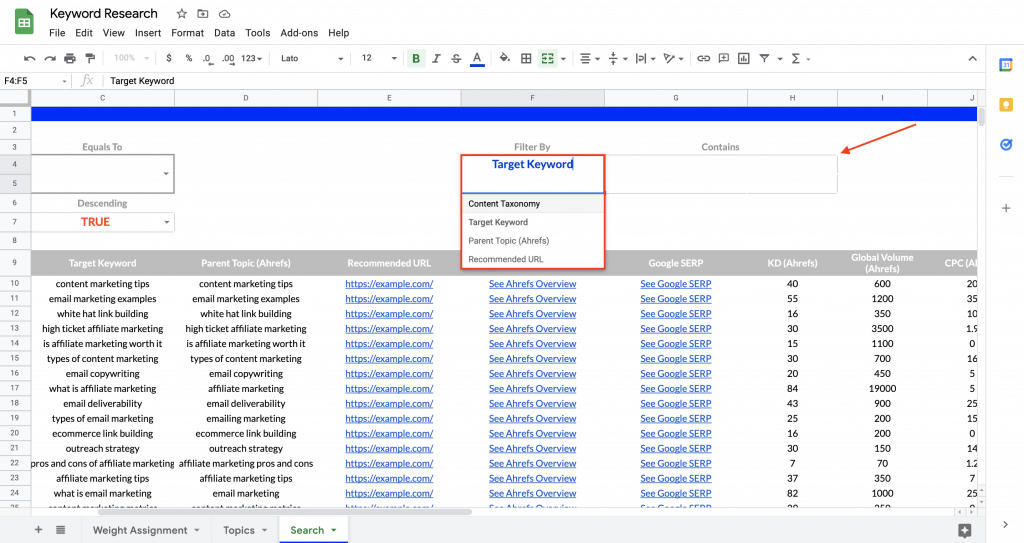 Keyword Research
File Edit View Insert Format Data Tools Add-ons Help
100% $ % .0 .00 123 Lato 12 B I S A
31
F4:F5 fx Target Keyword
C D E F G H I J
1
2
3 Equals To Filter By Contains
4 Target Keyword
5
6 Descending Content Taxonomy
7 TRUE Target Keyword
8 Parent Topic (Ahrefs)
Recommended URL
9 Target Keyword Parent Topic (Ahrefs) Recommended URL Google SERP KD (Ahrefs) Global Volume (Ahrefs) CPC (Al
10 content marketing tips content marketing tips https://example.com/ See Ahrefs Overview See Google SERP 40 600 20
11 email marketing examples email marketing examples https://example.com/ See Ahrefs Overview See Google SERP 55 1200 35
12 white hat link building white hat link building https://example.com/ See Ahrefs Overview See Google SERP 16 350 10
13 high ticket affiliate marketing high ticket affiliate marketing https://example.com/ See Ahrefs Overview See Google SERP 30 3500 1.9
14 is affiliate marketing worth it is affiliate marketing worth it https://example.com/ See Ahrefs Overview See Google SERP 15 1100 0
15 types of content marketing types of content marketing https://example.com/ See Ahrefs Overview See Google SERP 30 700 16
16 email copywriting email copywriting https://example.com/ See Ahrefs Overview See Google SERP 20 450 5
17 what is affiliate marketing affiliate marketing https://example.com/ See Ahrefs Overview See Google SERP 84 19000 5
18 email deliverability email deliverability https://example.com/ See Ahrefs Overview See Google SERP 43 900 25
19 types of email marketing emailing marketing https://example.com/ See Ahrefs Overview See Google SERP 25 200 15
20 ecommerce link building ecommerce link building https://example.com/ See Ahrefs Overview See Google SERP 16 200 0
21 outreach strategy outreach strategy https://example.com/ See Ahrefs Overview See Google SERP 30 150 14
22 pros and cons of affiliate marketing affiliate marketing pros and cons https://example.com/ See Ahrefs Overview See Google SERP 7 70 1.2
23 affiliate marketing tips affiliate marketing tips https://example.com/ See Ahrefs Overview See Google SERP 37 350 7
24 what is email marketing email marketing https://example.com/ See Ahrefs Overview See Google SERP 82 1000 25
Weight Assignment Topics Search